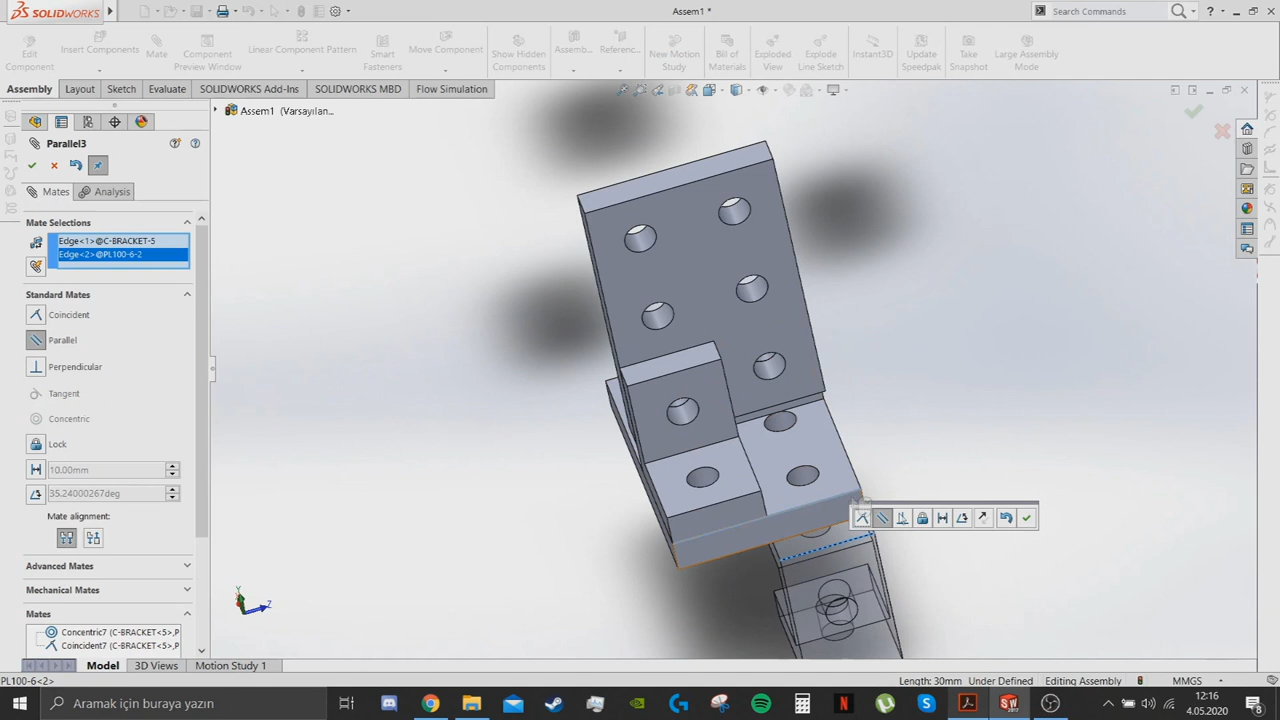 SOLIDWORKS
Assem1 *
Search Commands
Edit Component
Insert Components
Mate
Component Preview Window
Linear Component Pattern
Smart Fasteners
Move Component
Show Hidden Components
Assemb...
Referenc...
New Motion Study
Bill of Materials
Exploded View
Explode Line Sketch
Instant3D
Update Speedpak
Take Snapshot
Large Assembly Mode
Assembly
Layout
Sketch
Evaluate
SOLIDWORKS Add-Ins
SOLIDWORKS MBD
Flow Simulation
Assem1 (Varsayılan...
Parallel3
Mates
Analysis
Mate Selections
Edge<1>@C-BRACKET-5
Edge<2>@PL100-6-2
Standard Mates
Coincident
Parallel
Perpendicular
Tangent
Concentric
Lock
10.00mm
35.24000267deg
Mate alignment:
Advanced Mates
Mechanical Mates
Mates
Concentric7 (C-BRACKET<5>,P
Coincident7 (C-BRACKET<5>,P
Y
Z
Model
3D Views
Motion Study 1
PL100-6<2>
Length: 30mm
Under Defined
Editing Assembly
MMGS
Aramak için buraya yazın
12:16
4.05.2020
8